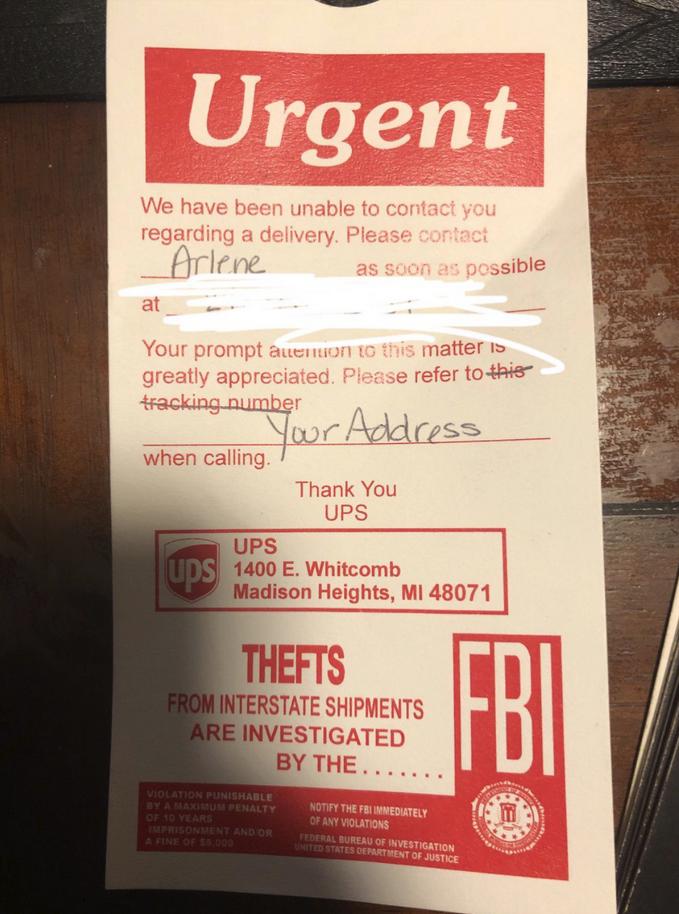 Urgent
We have been unable to contact you
regarding a delivery. Please contact
Arlene as soon as possible
at
Your prompt attention to this matter is
greatly appreciated. Please refer to this
tracking number
Your Address
when calling.
Thank You
UPS
ups
UPS
1400 E. Whitcomb
Madison Heights, MI 48071
THEFTS
FROM INTERSTATE SHIPMENTS
ARE INVESTIGATED
BY THE.......
FBI
VIOLATION PUNISHABLE
BY A MAXIMUM PENALTY
OF 10 YEARS
IMPRISONMENT AND/OR
A FINE OF $5,000
NOTIFY THE FBI IMMEDIATELY
OF ANY VIOLATIONS
FEDERAL BUREAU OF INVESTIGATION
UNITED STATES DEPARTMENT OF JUSTICE